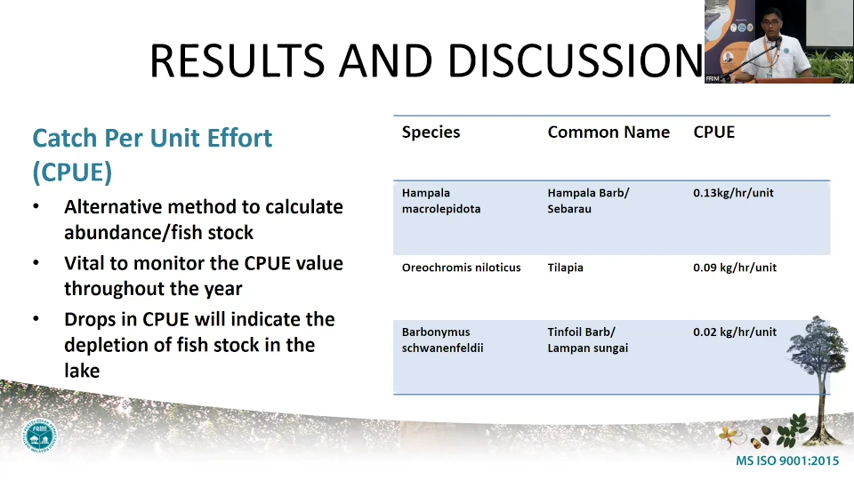 RESULTS AND DISCUSSION
FRIM
Catch Per Unit Effort
(CPUE)
• Alternative method to calculate
abundance/fish stock
• Vital to monitor the CPUE value
throughout the year
• Drops in CPUE will indicate the
depletion of fish stock in the
lake
Species Common Name CPUE
Hampala
macrolepidota
Hampala Barb/
Sebarau
0.13kg/hr/unit
Oreochromis niloticus Tilapia 0.09 kg/hr/unit
Barbonymus
schwanenfeldii
Tinfoil Barb/
Lampan sungai
0.02 kg/hr/unit
FRIM
MS ISO 9001:2015